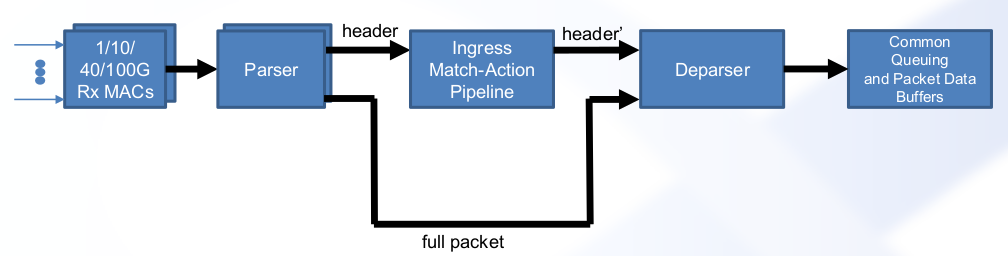 1/10/
40/100G
Rx MACs
Parser
header
Ingress
Match-Action
Pipeline
header’
Deparser
Common
Queuing
and Packet Data
Buffers
full packet